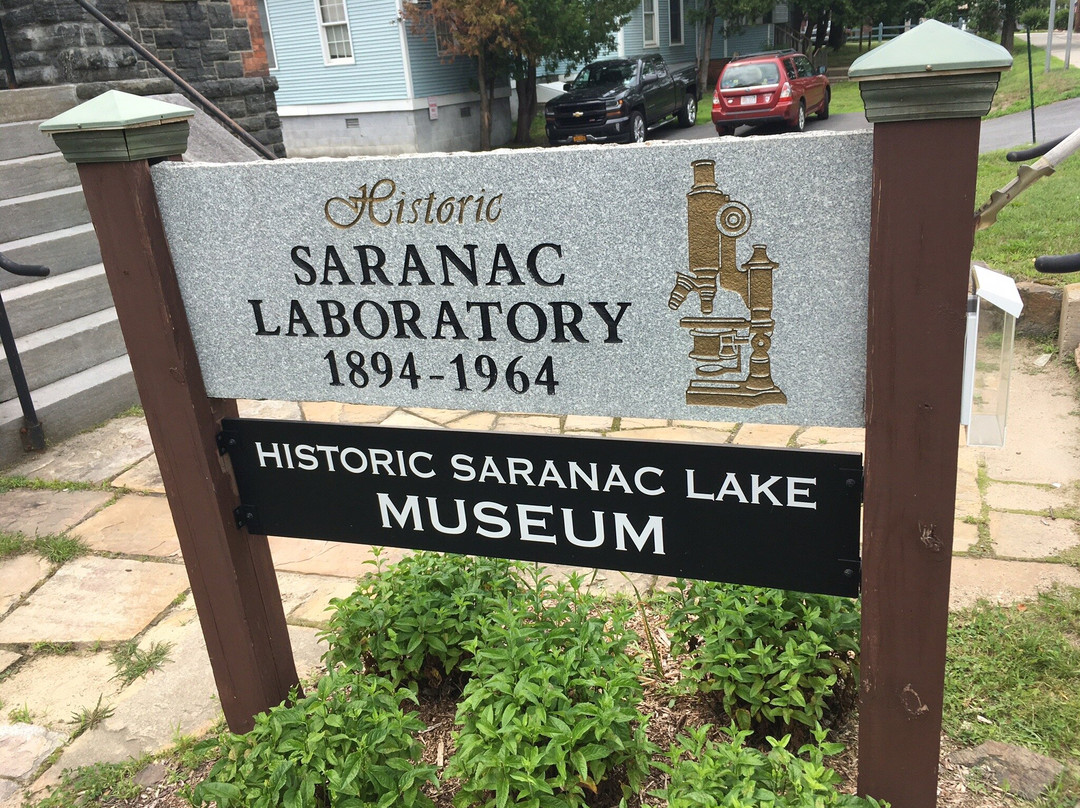 Historic
SARANAC
LABORATORY
1894-1964
HISTORIC SARANAC LAKE
MUSEUM